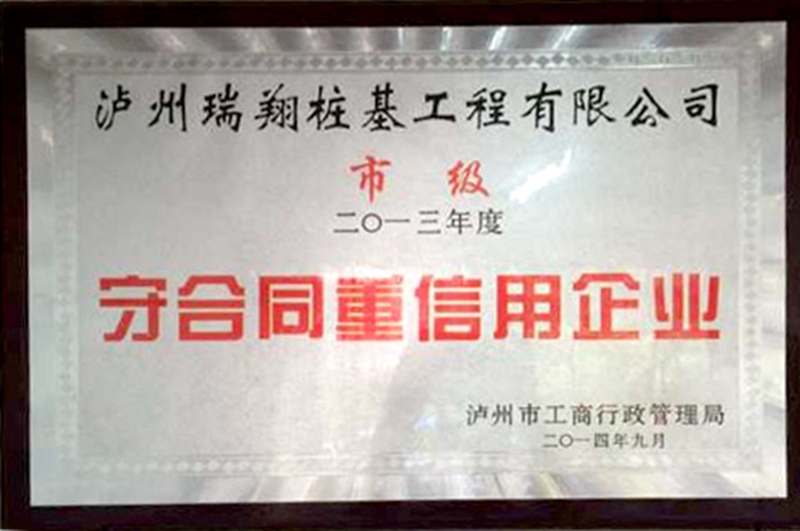 泸州瑞翔桩基工程有限公司
市 级
二〇一三年度
守合同重信用企业
泸州市工商行政管理局
二〇一四年九月